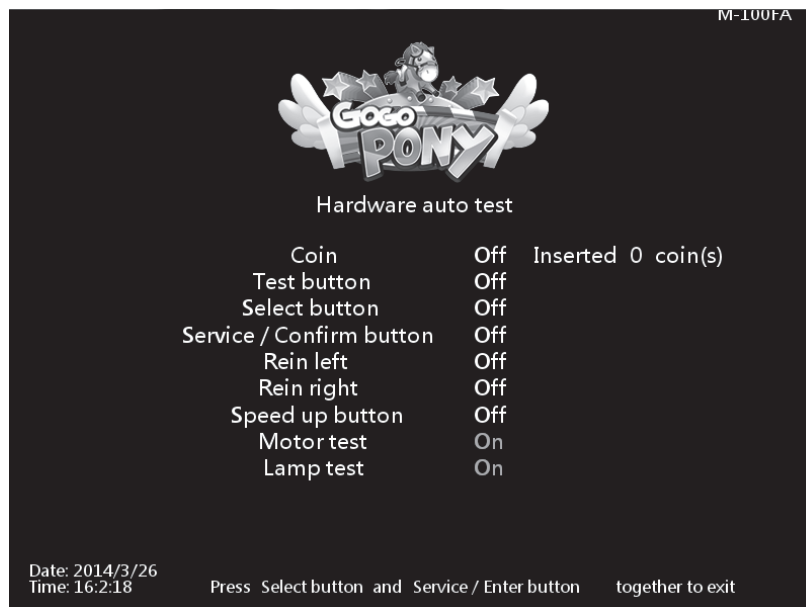 M-100FA
GOGO
PONY
Hardware auto test
Coin Off Inserted 0 coin(s)
Test button Off
Select button Off
Service / Confirm button Off
Rein left Off
Rein right Off
Speed up button Off
Motor test On
Lamp test On
Date: 2014/3/26
Time: 16:2:18 Press Select button and Service / Enter button together to exit